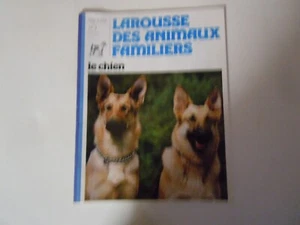 LAROUSSE
DES ANIMAUX
FAMILIERS
le chien